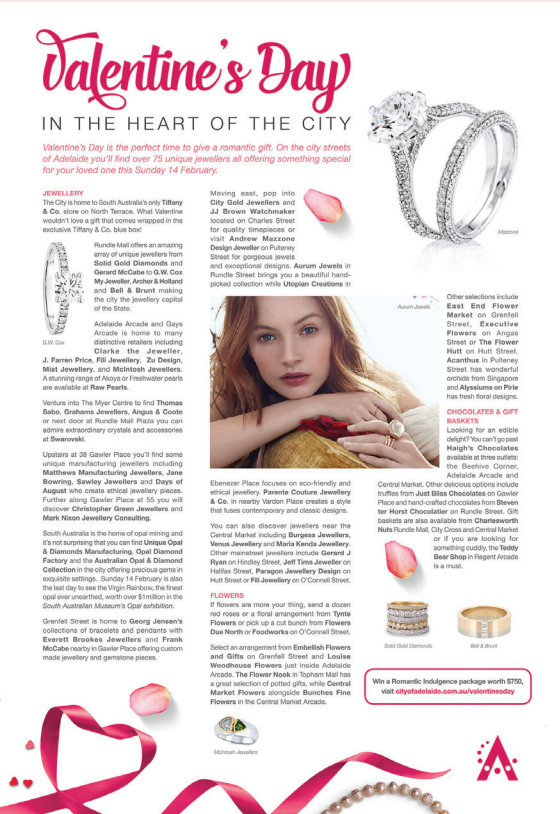 Valentine's Day
IN THE HEART OF THE CITY
Valentine's Day is the perfect time to give a romantic gift. On the city streets
of Adelaide you'll find over 75 unique jewellers all offering something special
for your loved one this Sunday 14 February.
JEWELLERY
The City is home to South Australia's only Tiffany
& Co. store on North Terrace. What Valentine
wouldn't love a gift that comes wrapped in the
exclusive Tiffany & Co. blue box!
Rundle Mall offers an amazing
array of unique jewellers from
Solid Gold Diamonds and
Gerard McCabe to G.W. Cox
My Jeweller, Archer & Holland
and Bell & Brunt making
the city the jewellery capital
of the State.
G.W. Cox
Adelaide Arcade and Gays
Arcade is home to many
distinctive retailers including
Clarke the Jeweller,
J. Farren Price, Fili Jewellery, Zu Design,
Mist Jewellery, and McIntosh Jewellers.
A stunning range of Akoya or Freshwater pearls
are available at Raw Pearls.
Venture into The Myer Centre to find Thomas
Sabo, Grahams Jewellers, Angus & Coote
or next door at Rundle Mall Plaza you can
admire extraordinary crystals and accessories
at Swarovski.
Upstairs at 38 Gawler Place you'll find some
unique manufacturing jewellers including
Matthews Manufacturing Jewellers, Jane
Bowring, Sawley Jewellers and Days
of August who create ethical jewellery pieces.
Further along Gawler Place at 55 you will
discover Christopher Green Jewellers and
Mark Nixon Jewellery Consulting.
South Australia is the home of opal mining and
it's not surprising that you can find Unique Opal
& Diamonds Manufacturing, Opal Diamond
Factory and the Australian Opal & Diamond
Collection in the city offering precious gems in
exquisite settings. Sunday 14 February is also
the last day to see the Virgin Rainbow, the finest
opal ever unearthed, worth over $1million in the
South Australian Museum's Opal exhibition.
Grenfell Street is home to Georg Jensen's
collections of bracelets and pendants with
Everett Brookes Jewellers and Frank
McCabe nearby in Gawler Place offering custom
made jewellery and gemstone pieces.
Moving east, pop into
City Gold Jewellers and
JJ Brown Watchmaker
located on Charles Street
for quality timepieces or
visit Andrew Mazzone
Design Jeweller on Pulteney
Street for gorgeous jewels
and exceptional designs. Aurum Jewels in
Rundle Street brings you a beautiful hand-
picked collection while Utopian Creations in
Ebenezer Place focuses on eco-friendly and
ethical jewellery. Parente Couture Jewellery
& Co. in nearby Vardon Place creates a style
that fuses contemporary and classic designs.
You can also discover jewellers near the
Central Market including Burgess Jewellers,
Venus Jewellery and Maria Kenda Jewellery.
Other mainstreet jewellers include Gerard J
Ryan on Hindley Street, Jeff Tims Jeweller on
Halifax Street, Paragon Jewellery Design on
Hutt Street or Fili Jewellery on O'Connell Street.
FLOWERS
If flowers are more your thing, send a dozen
red roses or a floral arrangement from Tynte
Flowers or pick up a cut bunch from Flowers
Due North or Foodworks on O'Connell Street.
Select an arrangement from Embellish Flowers
and Gifts on Grenfell Street and Louise
Woodhouse Flowers just inside Adelaide
Arcade. The Flower Nook in Topham Mall has
a great selection of potted gifts, while Central
Market Flowers alongside Bunches Fine
Flowers in the Central Market Arcade.
McIntosh Jewellers
Mazzone
Aurum Jewels
Other selections include
East End Flower
Market on Grenfell
Street, Executive
Flowers on Angas
Street or The Flower
Hutt on Hutt Street.
Acanthus in Pulteney
Street has wonderful
orchids from Singapore
and Alyssiums on Pirie
has fresh floral designs.
CHOCOLATES & GIFT
BASKETS
Looking for an edible
delight? You can't go past
Haigh's Chocolates
available at three outlets:
the Beehive Corner,
Adelaide Arcade and
Central Market. Other delicious options include
truffles from Just Bliss Chocolates on Gawler
Place and hand-crafted chocolates from Steven
ter Horst Chocolatier on Rundle Street. Gift
baskets are also available from Charlesworth
Nuts Rundle Mall, City Cross and Central Market
or if you are looking for
something cuddly, the Teddy
Bear Shop in Regent Arcade
is a must.
Solid Gold Diamonds
Bell & Brunt
Win a Romantic Indulgence package worth $750,
visit cityofadelaide.com.au/valentinesday